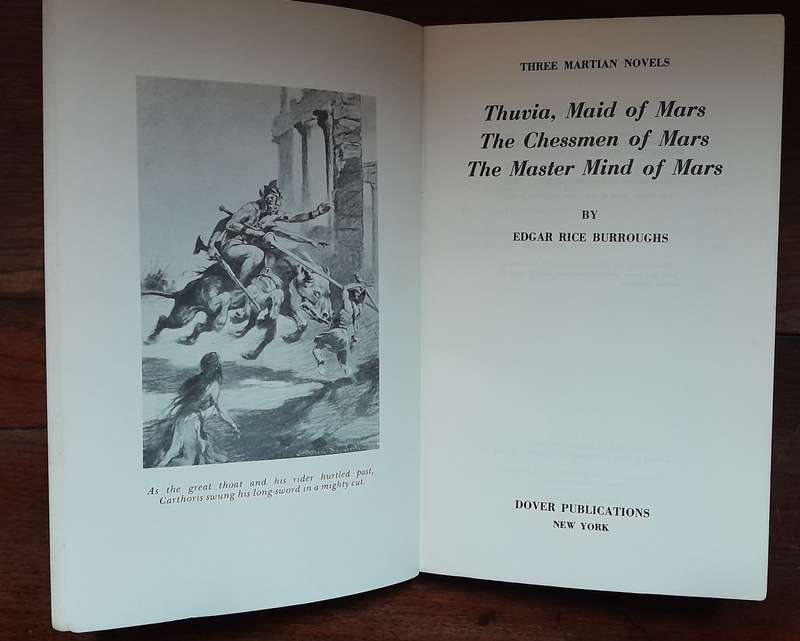 As the great thoat and his rider hurtled past,
Carthoris swung his long-sword in a mighty cut.
THREE MARTIAN NOVELS
Thuvia, Maid of Mars
The Chessmen of Mars
The Master Mind of Mars
BY
EDGAR RICE BURROUGHS
DOVER PUBLICATIONS
NEW YORK